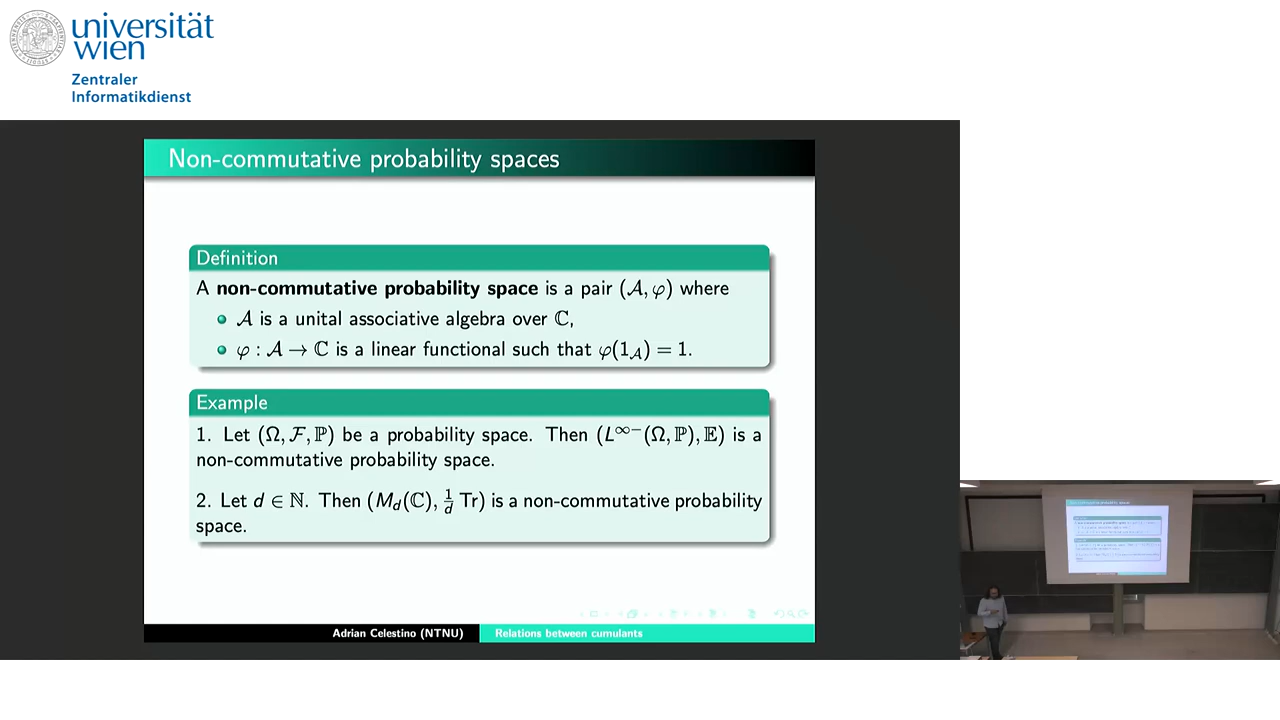 universität
wien
Zentraler
Informatikdienst
Non-commutative probability spaces
Definition
A non-commutative probability space is a pair (𝒜, φ) where
𝒜 is a unital associative algebra over ℂ,
φ : 𝒜 → ℂ is a linear functional such that φ(1_𝒜) = 1.
Example
1. Let (Ω, ℱ, ℙ) be a probability space. Then (L^∞−(Ω, ℙ), 𝔼) is a
non-commutative probability space.
2. Let d ∈ ℕ. Then (M_d(ℂ), 1/d Tr) is a non-commutative probability
space.
Adrian Celestino (NTNU) Relations between cumulants